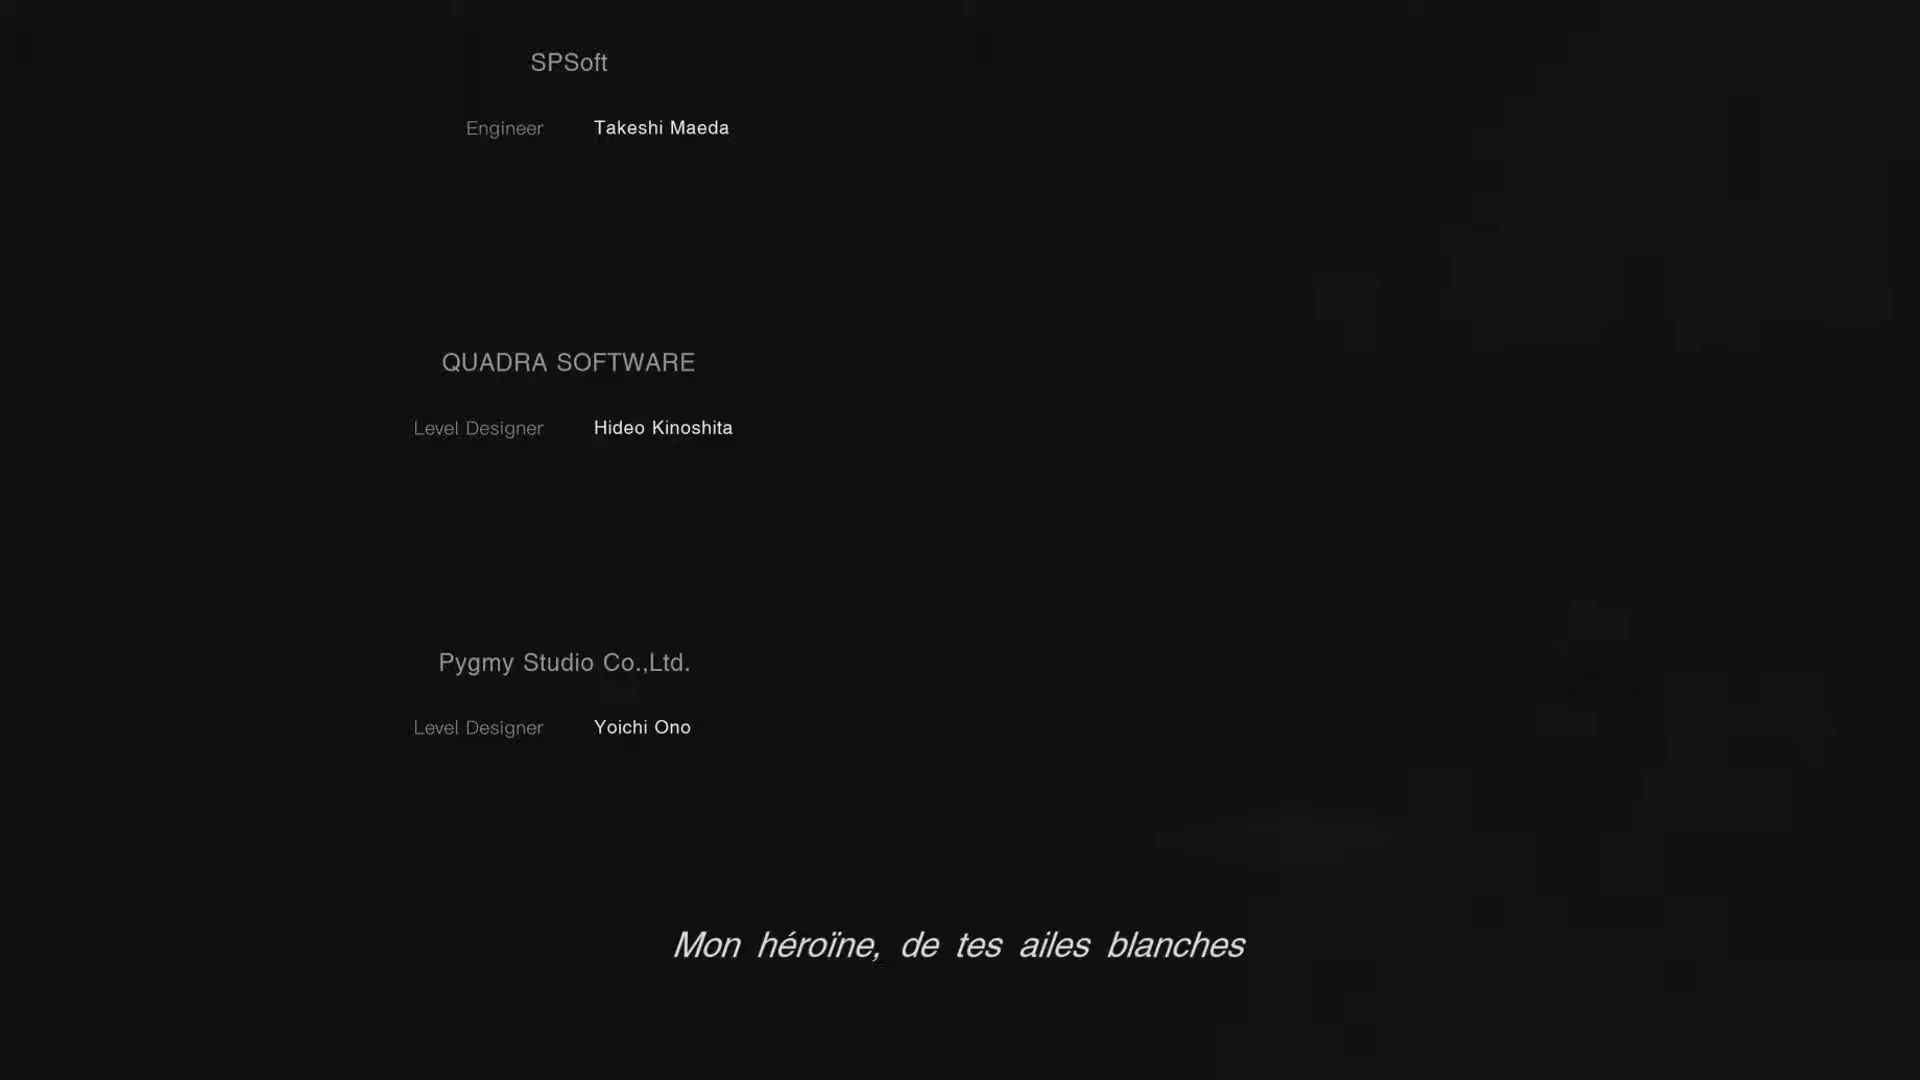 SPSoft
Engineer Takeshi Maeda
QUADRA SOFTWARE
Level Designer Hideo Kinoshita
Pygmy Studio Co.,Ltd.
Level Designer Yoichi Ono
Mon héroïne, de tes ailes blanches